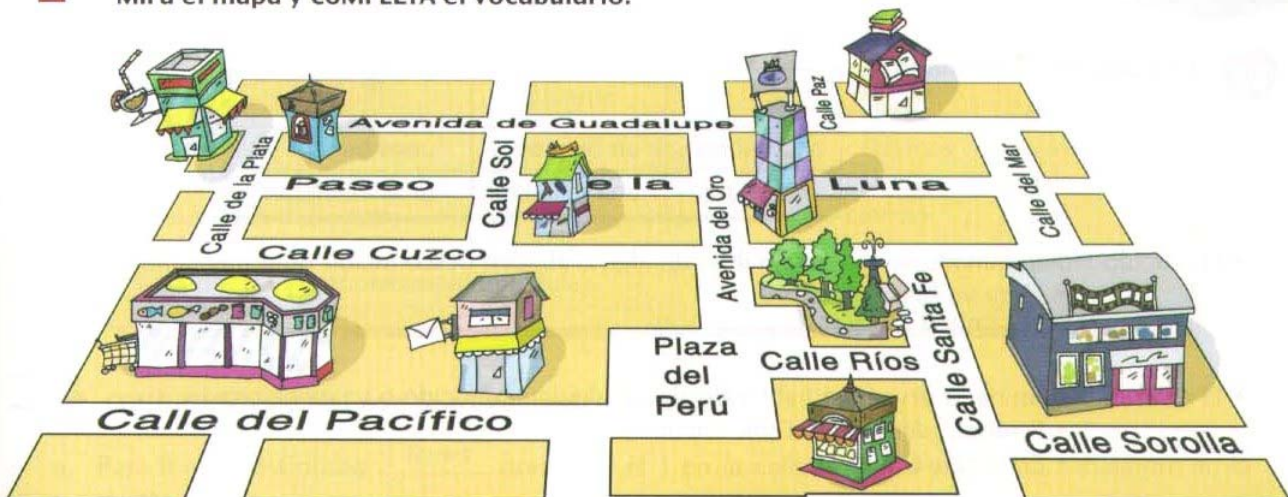 Mira el mapa y COMPLETA el vocabulario.
Calle Paz
Avenida de Guadalupe
Calle de la Plata
Calle Sol
Paseo de la Luna
Avenida del Oro
Calle del Mar
Calle Cuzco
Calle Santa Fe
Plaza
del
Perú
Calle Ríos
Calle del Pacífico
Calle Sorolla